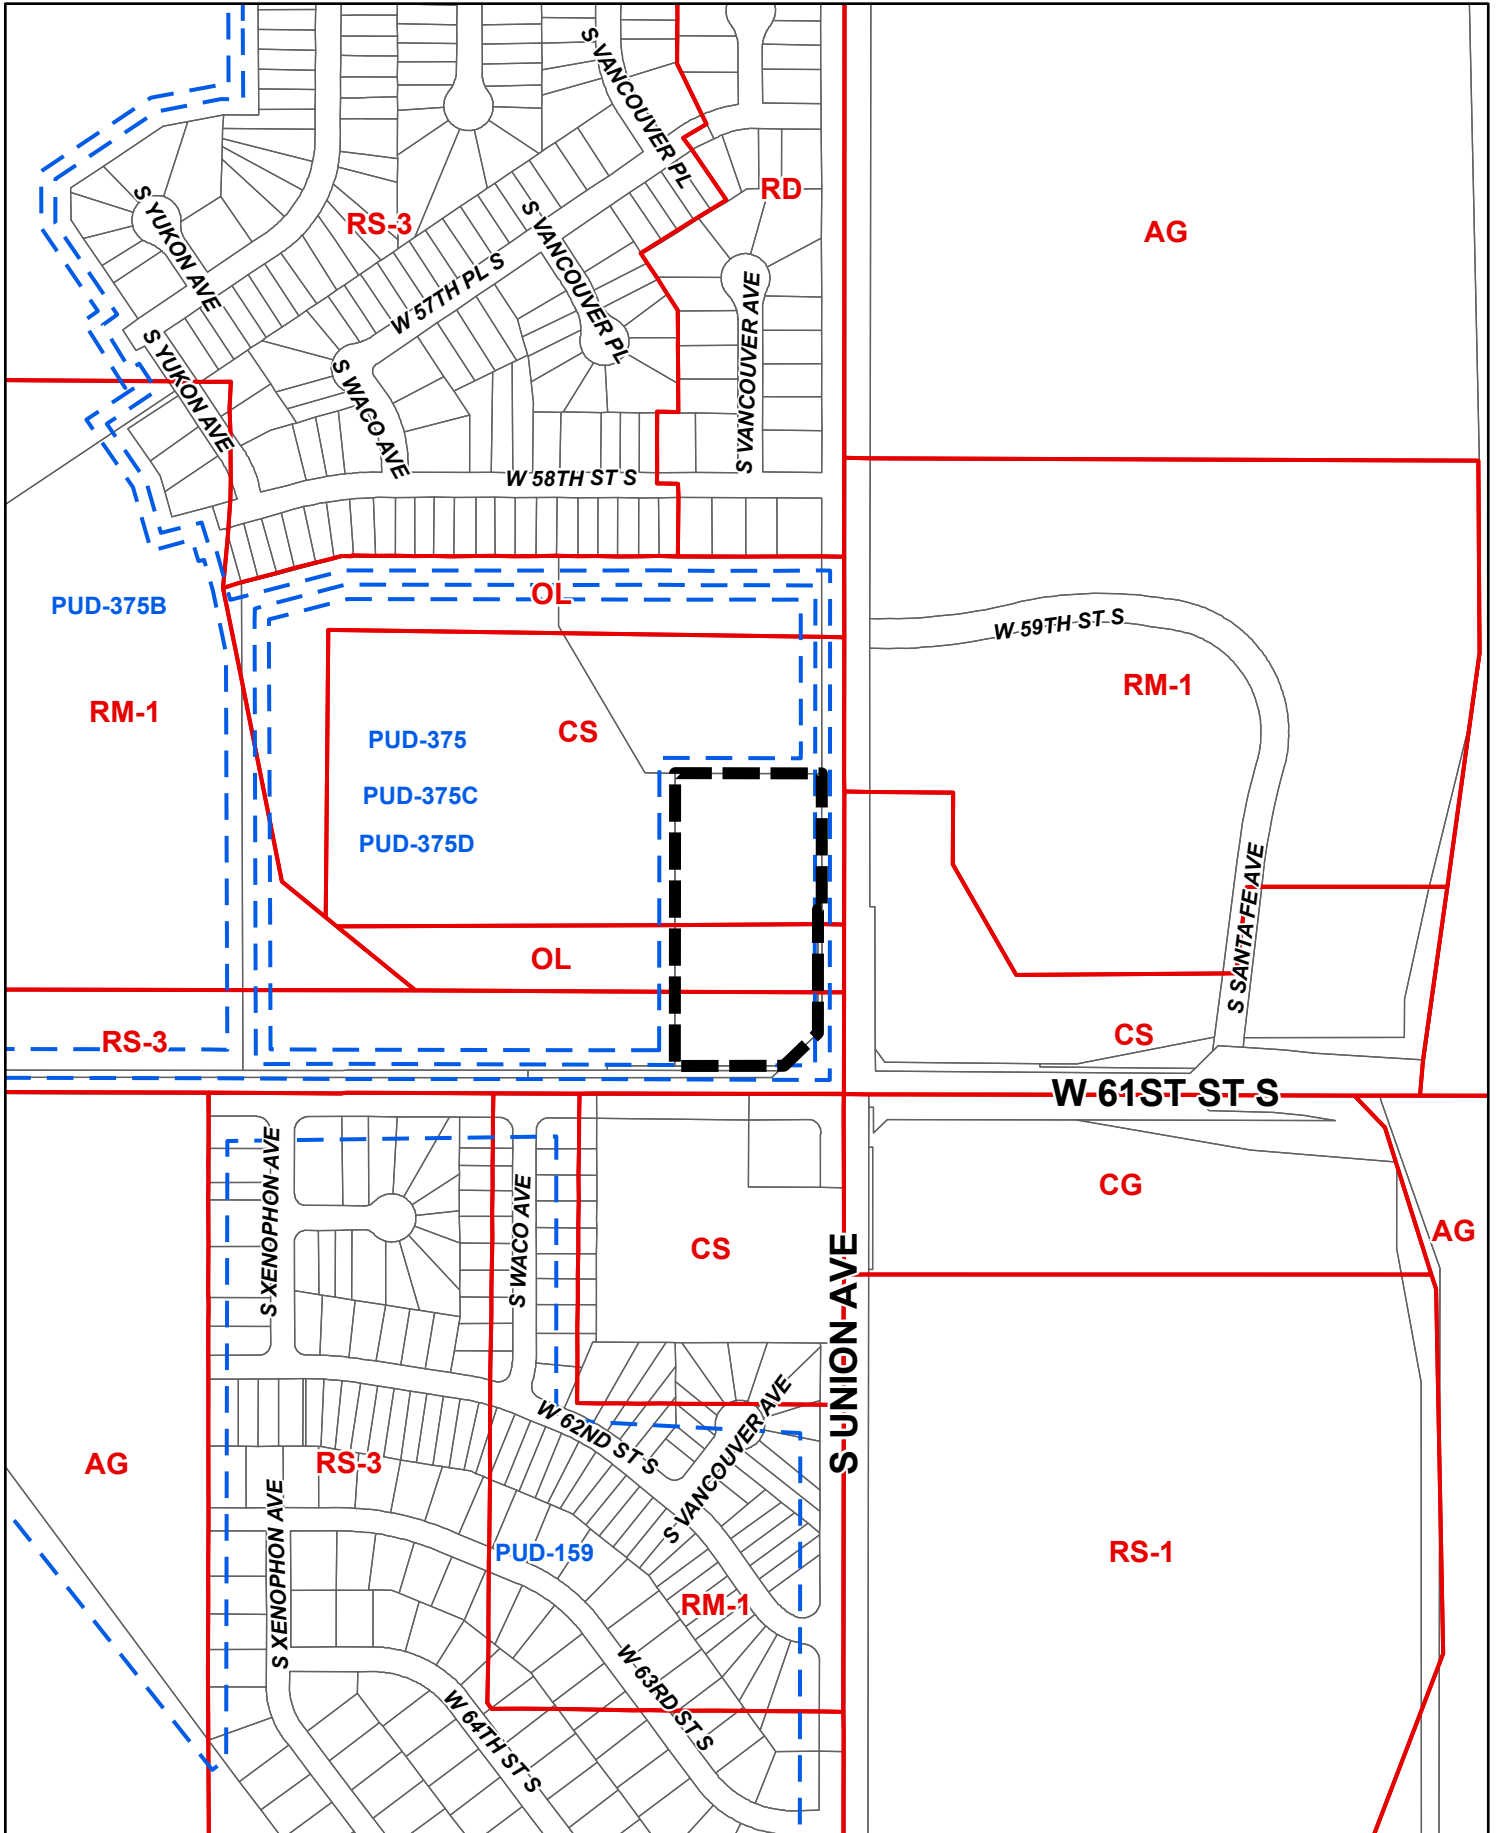 S VANCOUVER PL
RD
S YUKON AVE
RS-3
AG
S VANCOUVER PL
W 57TH PL S
S VANCOUVER AVE
S YUKON AVE
S WACO AVE
W 58TH ST S
OL
PUD-375B
W 59TH ST S
RM-1
RM-1
CS
PUD-375
PUD-375C
PUD-375D
S SANTA FE AVE
OL
RS-3
CS
W 61ST ST S
S XENOPHON AVE
S WACO AVE
CG
CS
AG
S UNION AVE
W 62ND ST S
S VANCOUVER AVE
AG
RS-3
S XENOPHON AVE
PUD-159
RS-1
RM-1
W 63RD ST S
W 64TH ST S